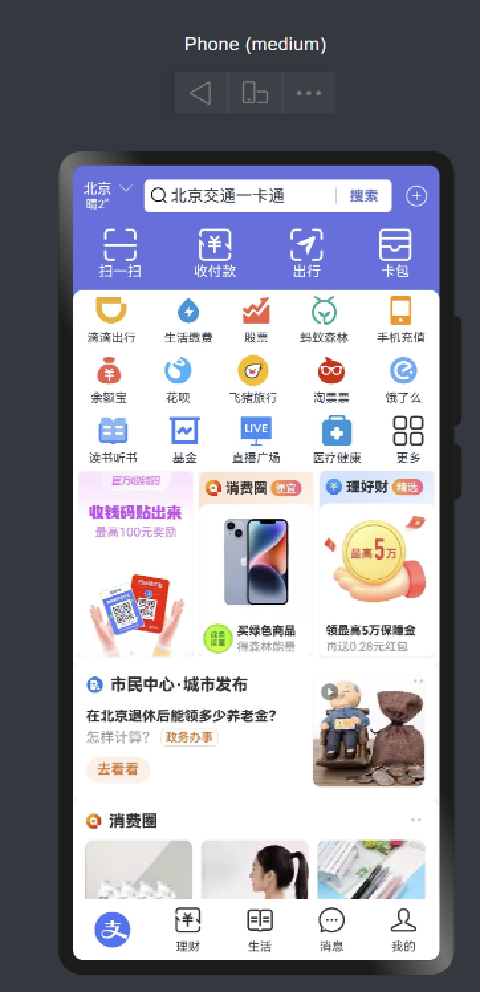 Phone (medium)
北京
晴2°
北京交通一卡通
搜索
扫一扫
收付款
出行
卡包
滴滴出行
生活缴费
股票
蚂蚁森林
手机充值
余额宝
花呗
飞猪旅行
淘票票
饿了么
LIVE
读书听书
基金
直播广场
医疗健康
更多
官方收钱码
收钱码贴出来
最高100元奖励
消费圈 便宜
买绿色商品
得森林能量
理好财 精选
最高5万
领最高5万保障金
再送0.28元红包
市民中心·城市发布
在北京退休后能领多少养老金?
怎样计算? 政务办事
去看看
消费圈
支
理财
生活
消息
我的